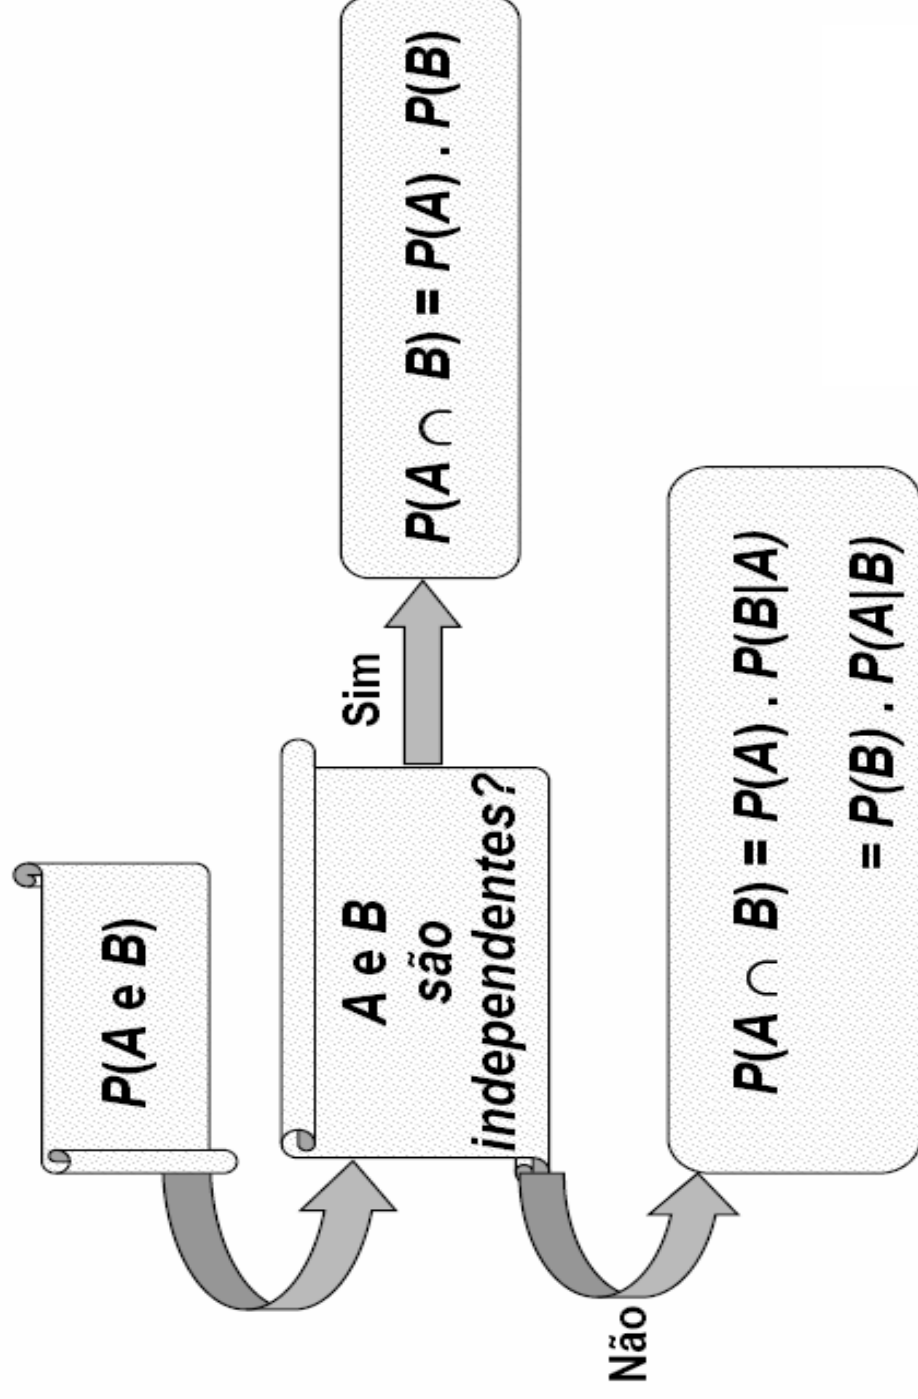 P(A e B)
A e B
são
independentes?
Sim
P(A ∩ B) = P(A) . P(B)
Não
P(A ∩ B) = P(A) . P(B|A)
= P(B) . P(A|B)